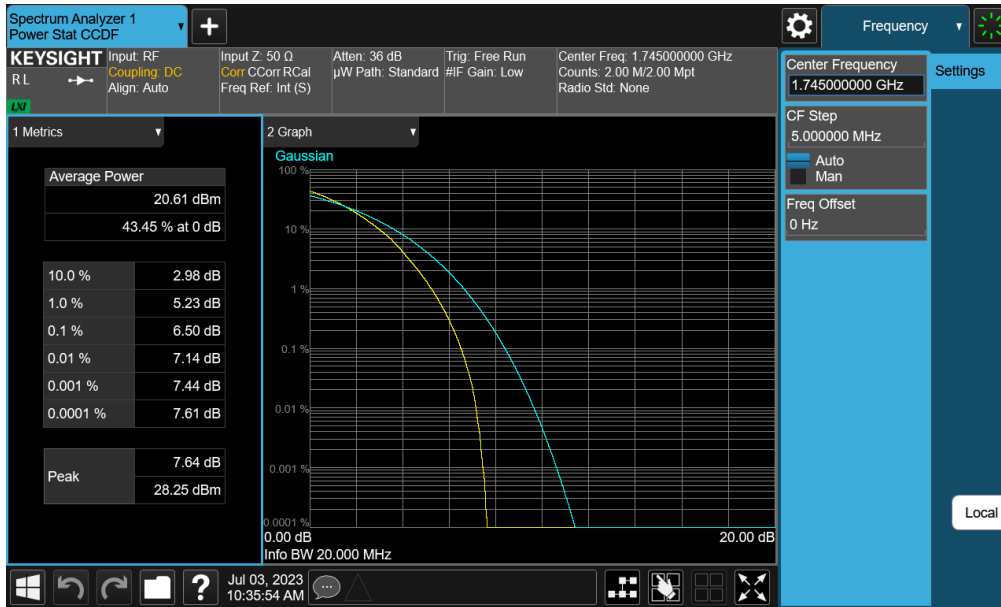 Spectrum Analyzer 1
Power Stat CCDF
Frequency
KEYSIGHT
R L
LXI
Input: RF
Coupling: DC
Align: Auto
Input Z: 50 Ω
Corr CCorr RCal
Freq Ref: Int (S)
Atten: 36 dB
µW Path: Standard
Trig: Free Run
#IF Gain: Low
Center Freq: 1.745000000 GHz
Counts: 2.00 M/2.00 Mpt
Radio Std: None
Center Frequency
1.745000000 GHz
Settings
CF Step
5.000000 MHz
Auto
Man
Freq Offset
0 Hz
Local
1 Metrics
Average Power
20.61 dBm
43.45 % at 0 dB
10.0 % 2.98 dB
1.0 % 5.23 dB
0.1 % 6.50 dB
0.01 % 7.14 dB
0.001 % 7.44 dB
0.0001 % 7.61 dB
Peak
7.64 dB
28.25 dBm
2 Graph
Gaussian
100 %
10 %
1 %
0.1 %
0.01 %
0.001 %
0.0001 %
0.00 dB 20.00 dB
Info BW 20.000 MHz
?
Jul 03, 2023
10:35:54 AM